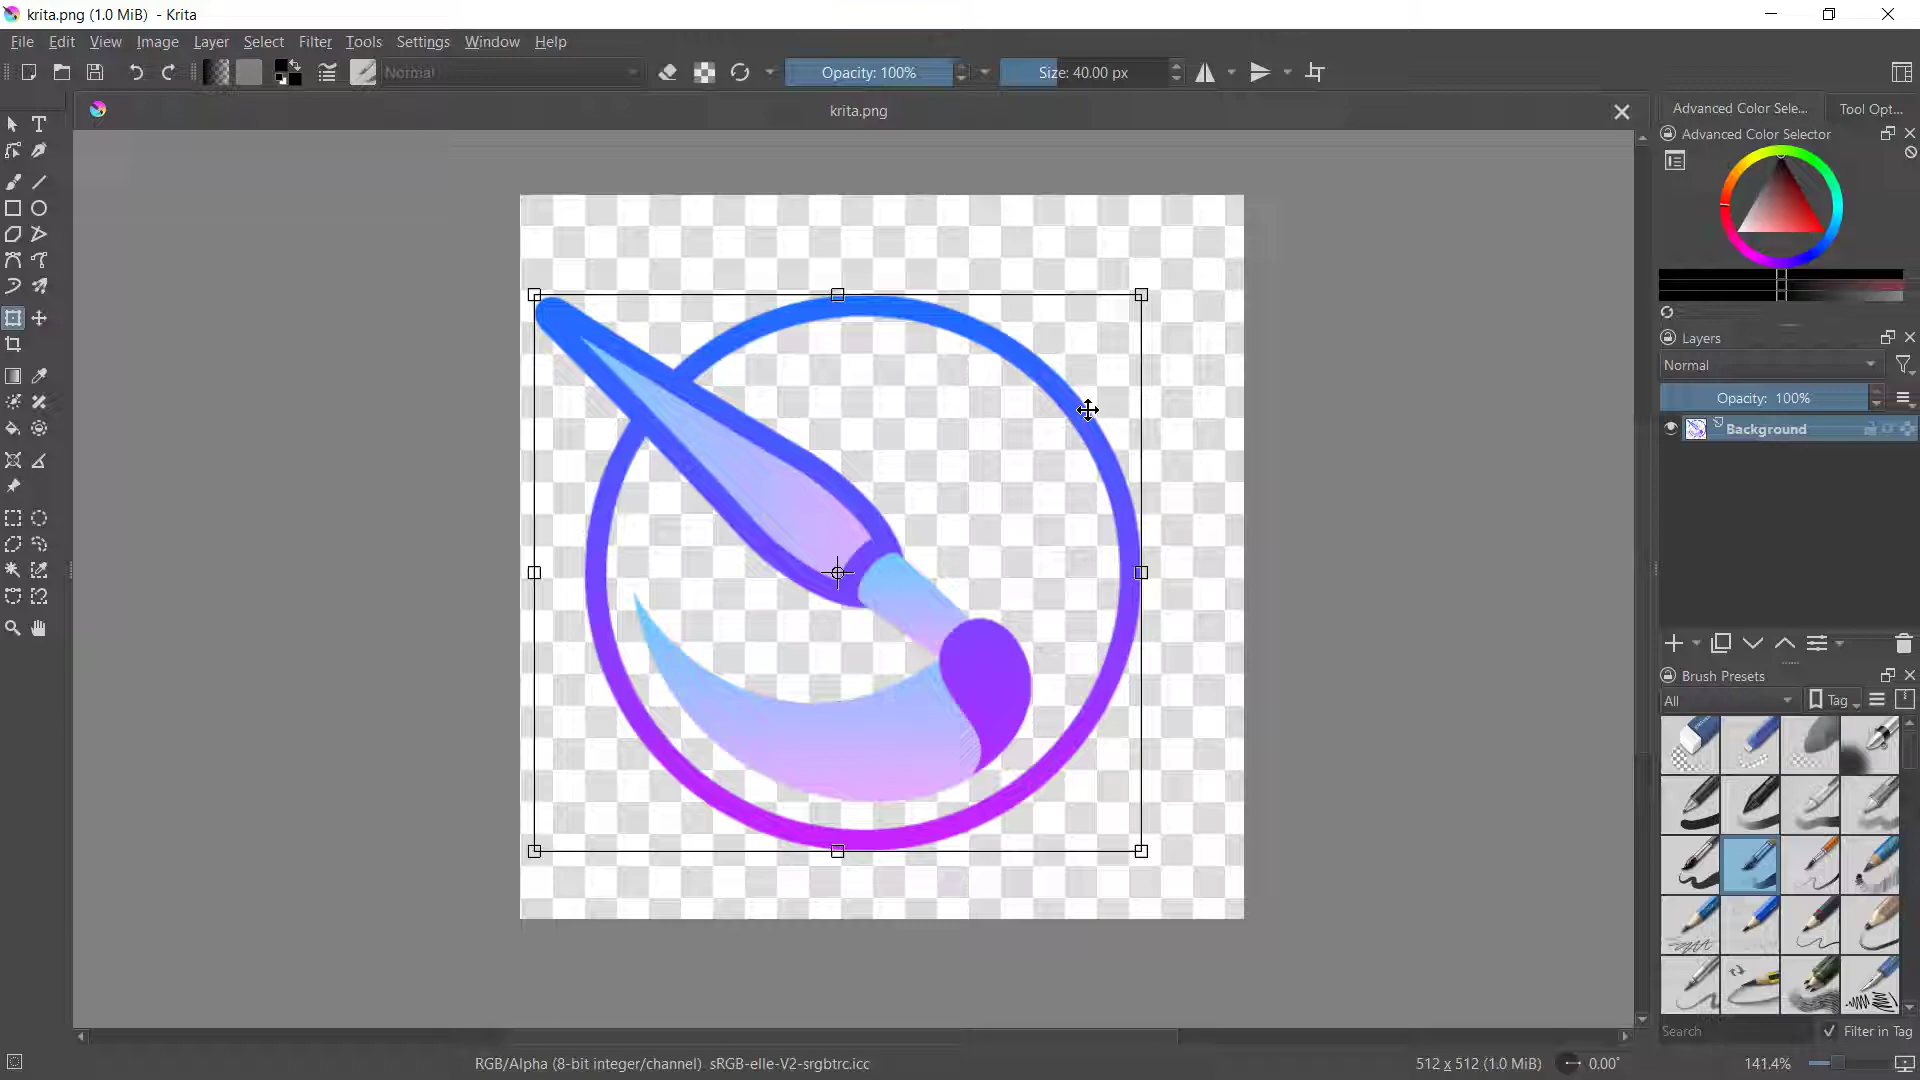 krita.png (1.0 MiB) - Krita
File Edit View Image Layer Select Filter Tools Settings Window Help
Normal Opacity: 100% Size: 40.00 px
krita.png
Advanced Color Sele... Tool Opt...
Advanced Color Selector
Layers
Normal
Opacity: 100%
Background
Brush Presets
All Tag
Search Filter in Tag
RGB/Alpha (8-bit integer/channel) sRGB-elle-V2-srgbtrc.icc 512 x 512 (1.0 MiB) 0.00° 141.4%